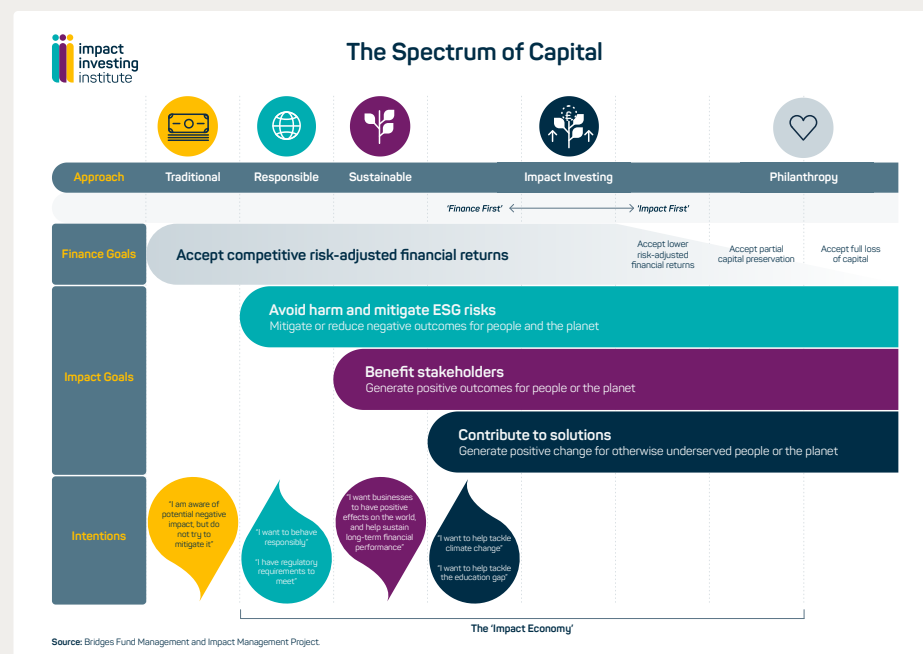 impact
investing
institute
The Spectrum of Capital
£
Approach
Traditional
Responsible
Sustainable
Impact Investing
Philanthropy
'Finance First'
'Impact First'
Finance Goals
Accept competitive risk-adjusted financial returns
Accept lower
risk-adjusted
financial returns
Accept partial
capital preservation
Accept full loss
of capital
Impact Goals
Avoid harm and mitigate ESG risks
Mitigate or reduce negative outcomes for people and the planet
Benefit stakeholders
Generate positive outcomes for people or the planet
Contribute to solutions
Generate positive change for otherwise underserved people or the planet
Intentions
"I am aware of
potential negative
impact, but do
not try to
mitigate it"
"I want to behave
responsibly"
"I have regulatory
requirements to
meet"
"I want businesses
to have positive
effects on the world,
and help sustain
long-term financial
performance"
"I want to help tackle
climate change"
"I want to help tackle
the education gap"
The 'Impact Economy'
Source: Bridges Fund Management and Impact Management Project.